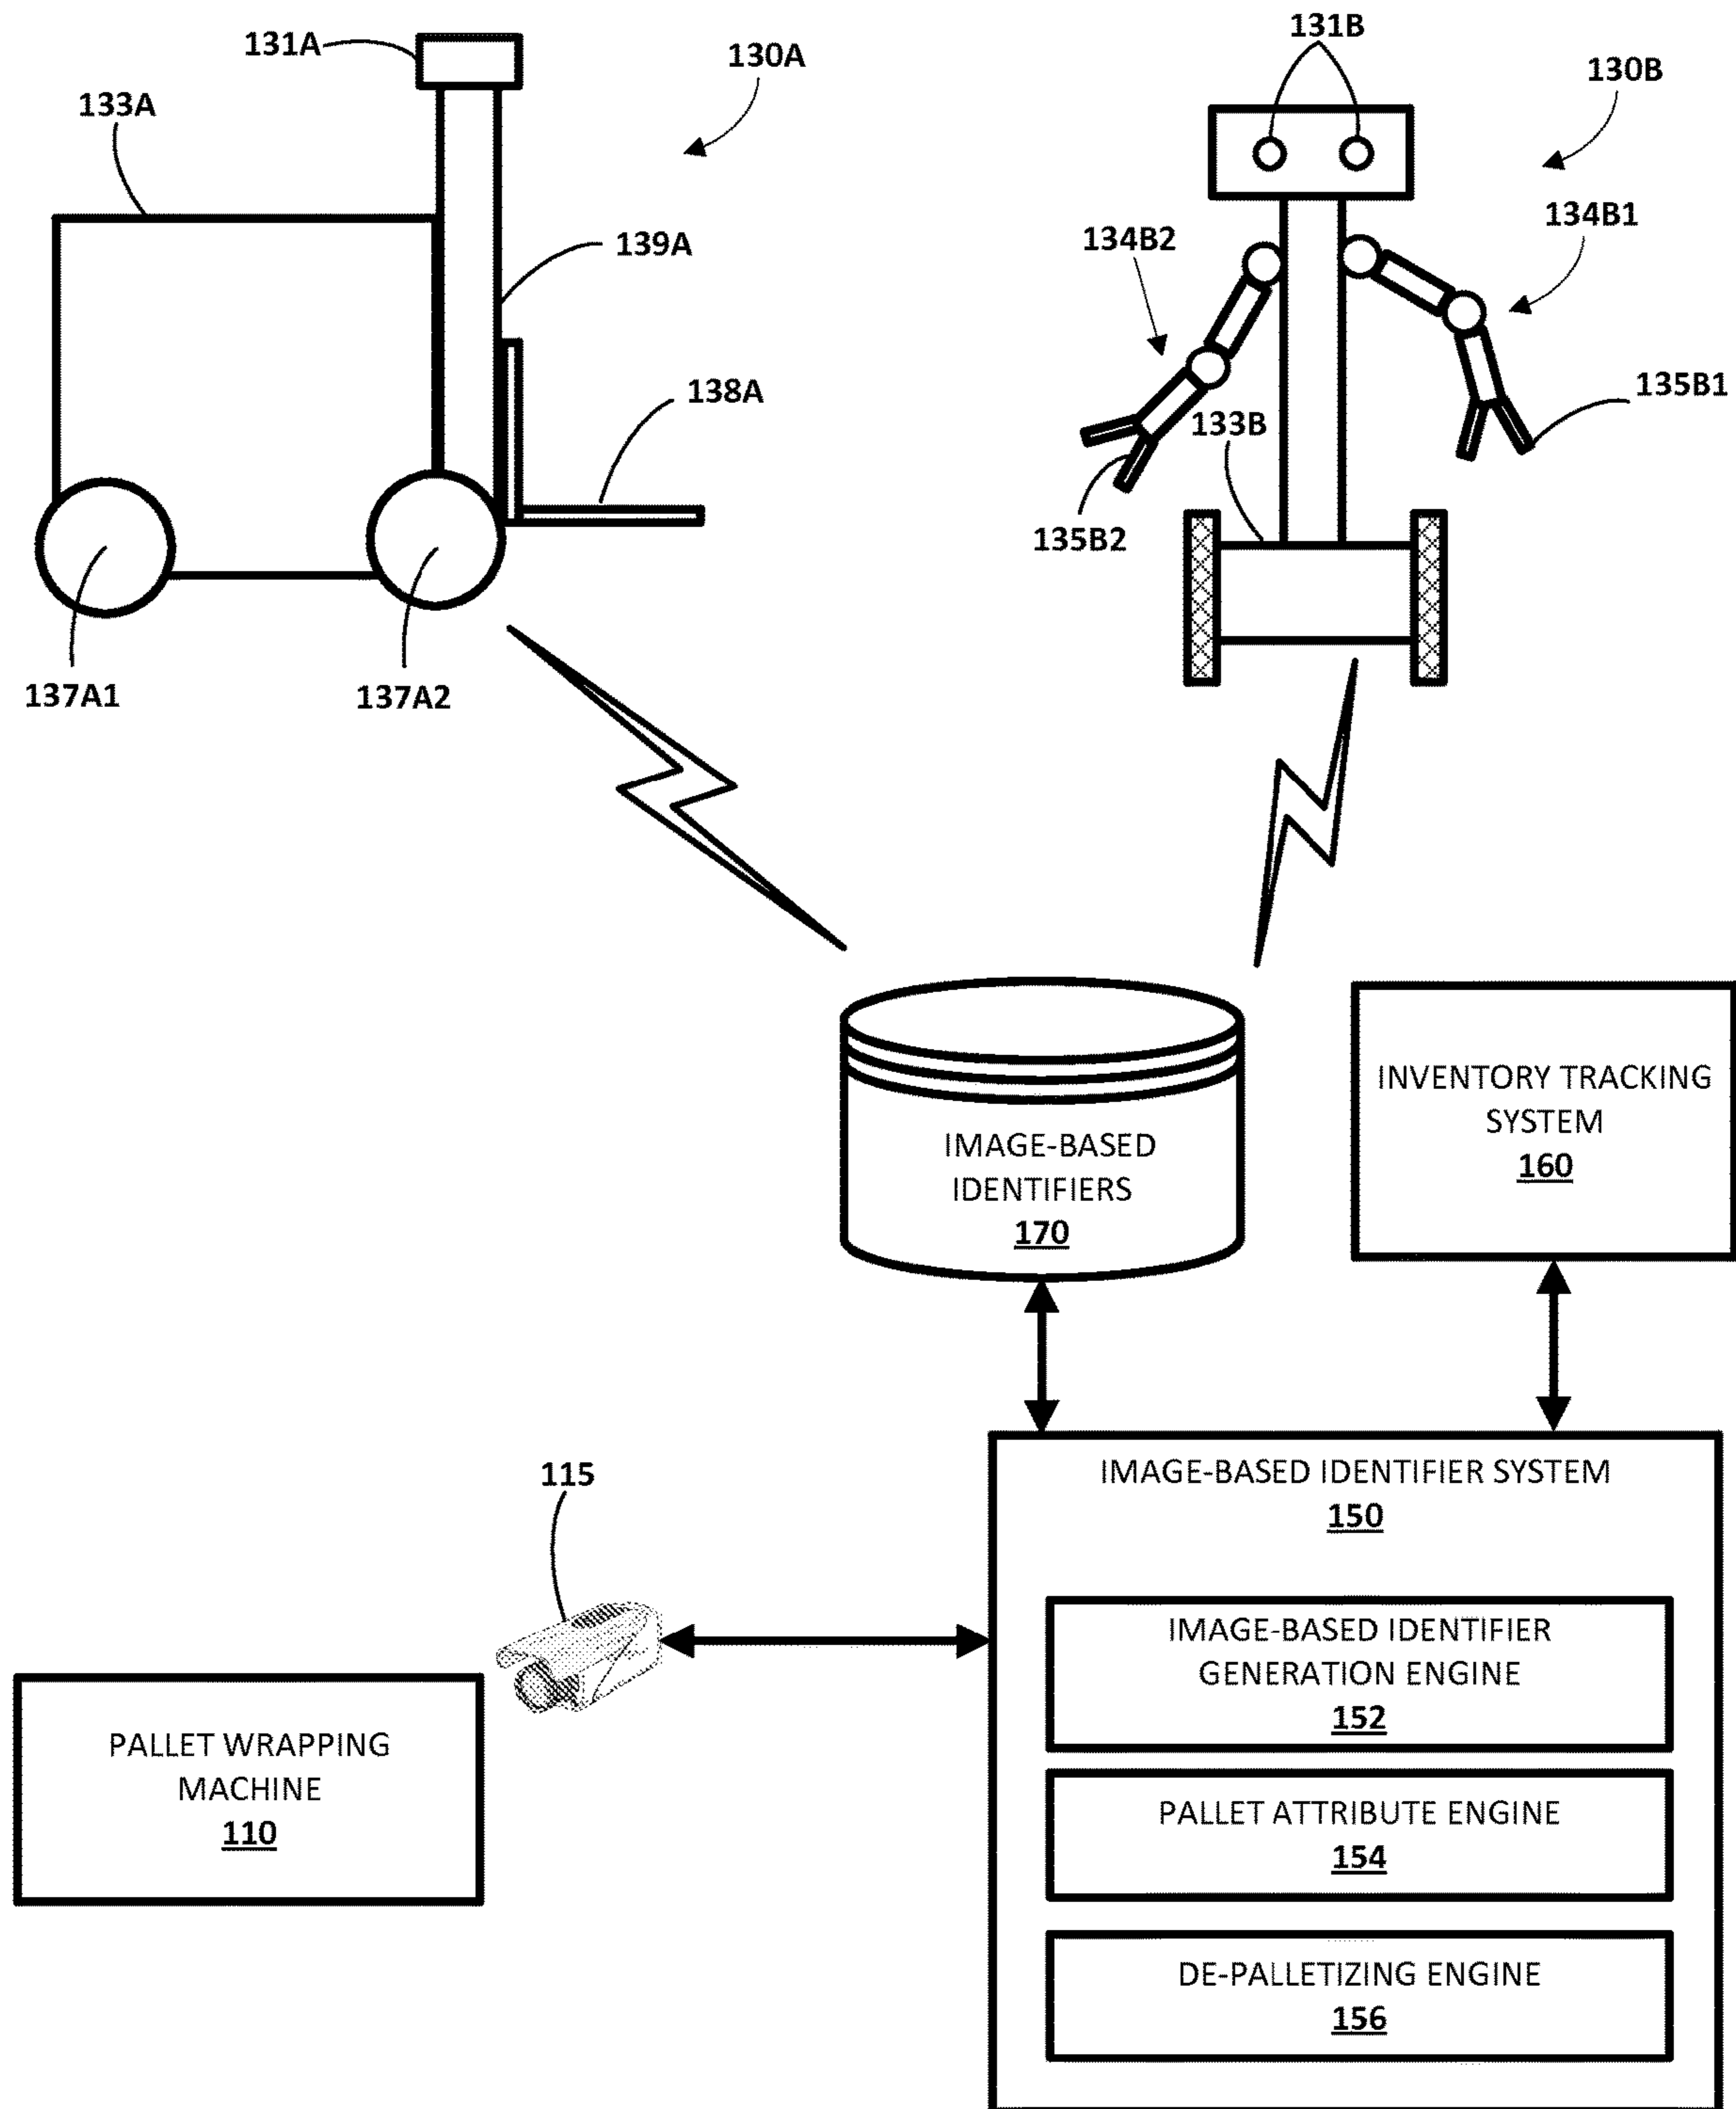 131A
130A
131B
130B
133A
139A
134B2
134B1
138A
133B
135B1
135B2
137A1
137A2
IMAGE-BASED
IDENTIFIERS
170
INVENTORY TRACKING
SYSTEM
160
115
IMAGE-BASED IDENTIFIER SYSTEM
150
IMAGE-BASED IDENTIFIER
GENERATION ENGINE
152
PALLET WRAPPING
MACHINE
110
PALLET ATTRIBUTE ENGINE
154
DE-PALLETIZING ENGINE
156